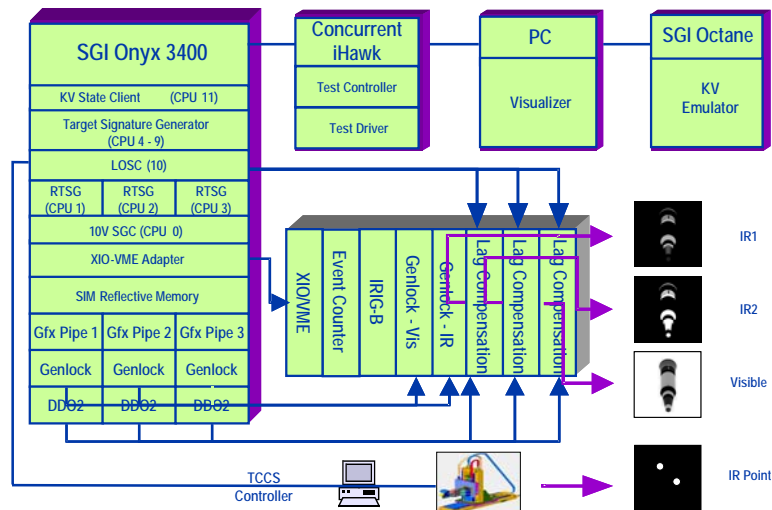 SGI Onyx 3400
KV State Client (CPU 11)
Target Signature Generator
(CPU 4 - 9)
LOSC (10)
RTSG
(CPU 1)
RTSG
(CPU 2)
RTSG
(CPU 3)
10V SGC (CPU 0)
XIO-VME Adapter
SIM Reflective Memory
Gfx Pipe 1
Gfx Pipe 2
Gfx Pipe 3
Genlock
Genlock
Genlock
DDO2
DDO2
DDO2
Concurrent
iHawk
Test Controller
Test Driver
PC
Visualizer
SGI Octane
KV
Emulator
XIO/VME
Event Counter
IRIG-B
Genlock - Vis
Genlock - IR
Lag Compensation
Lag Compensation
Lag Compensation
IR1
IR2
Visible
IR Point
TCCS
Controller